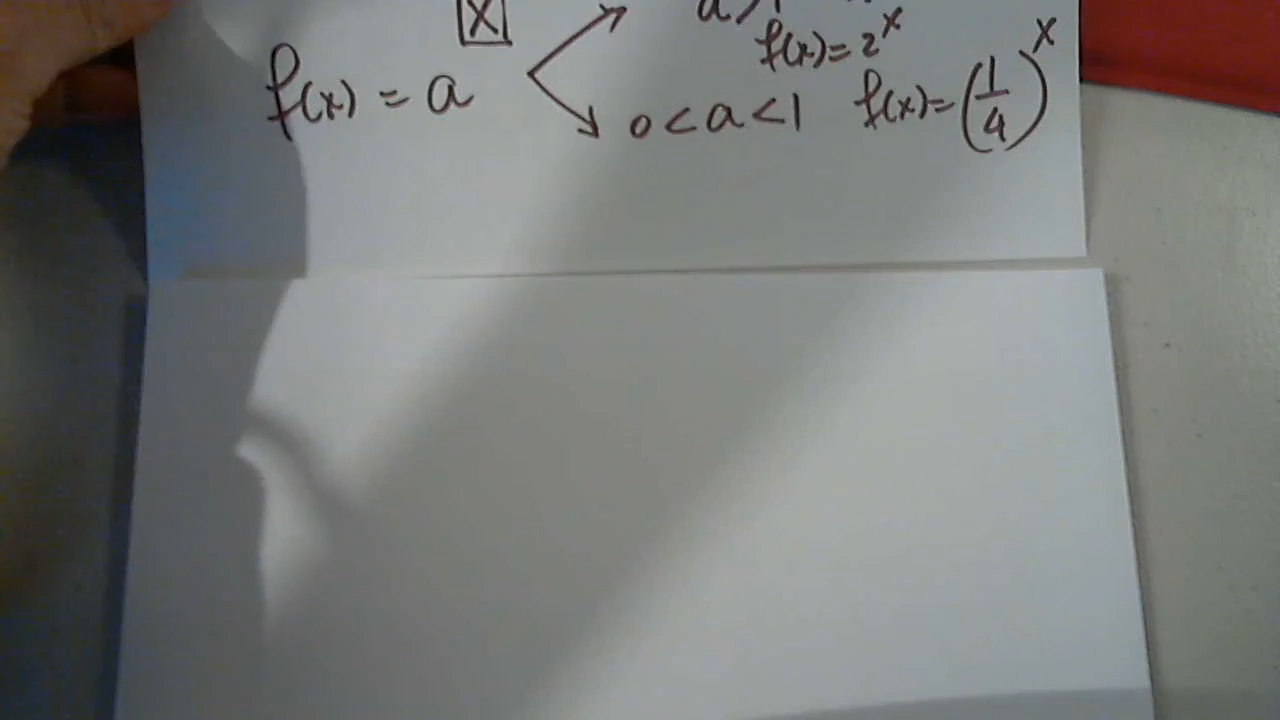 f(x) = a^x
a > 1
f(x) = 2^x
0 < a < 1 f(x) = (1/4)^x